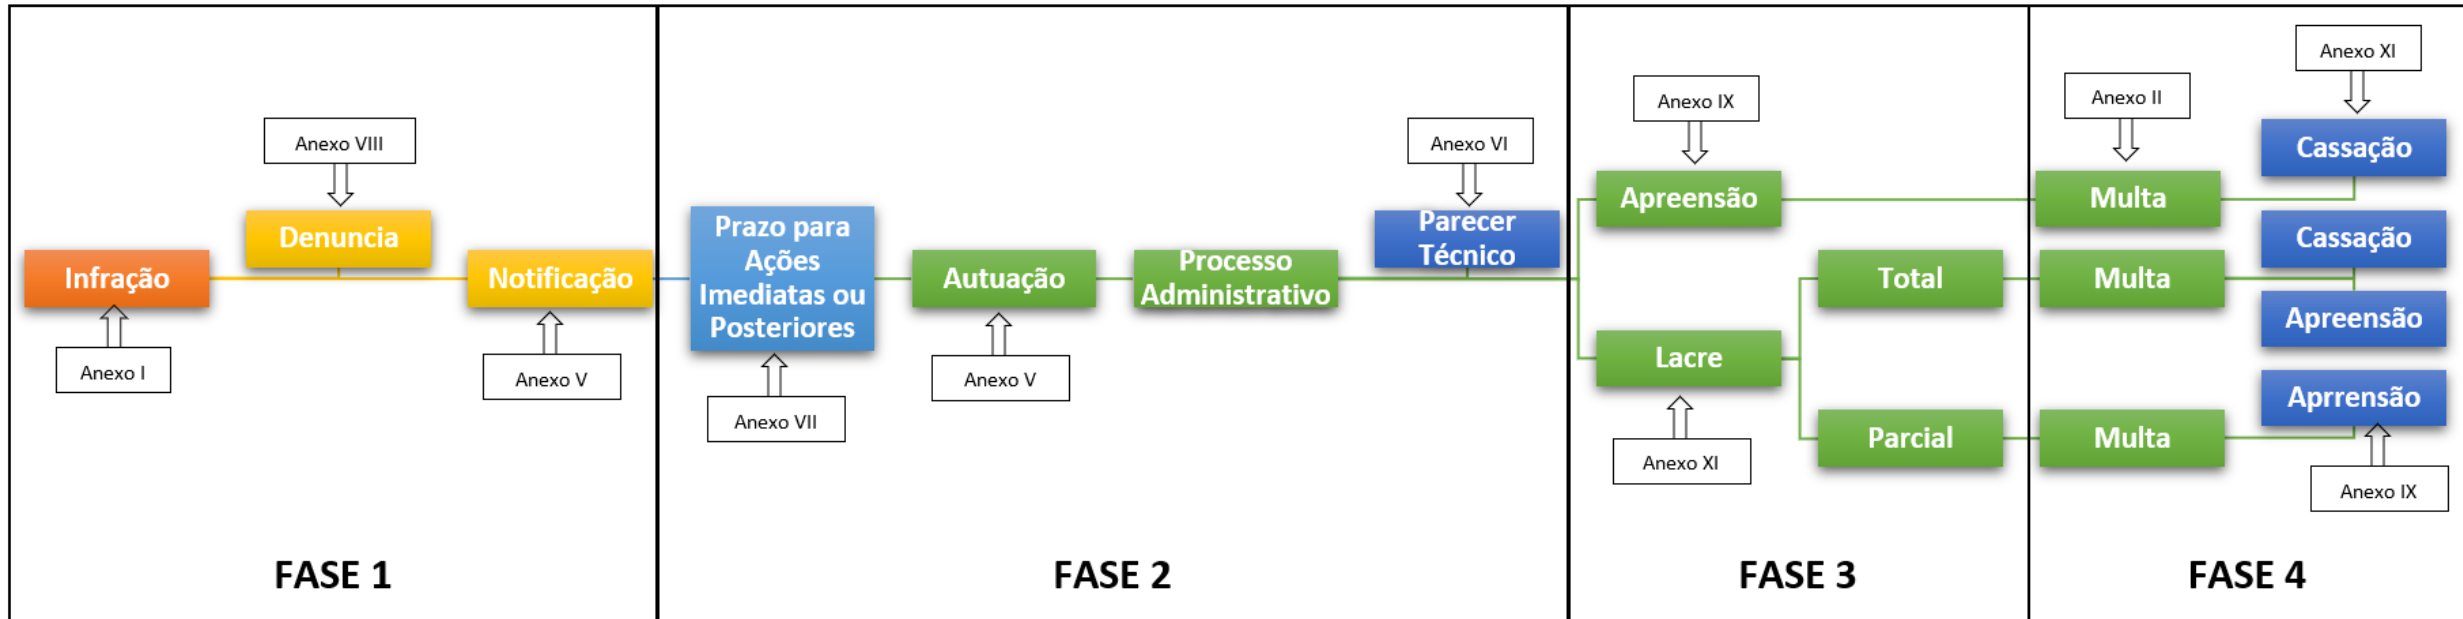 Anexo VIII
Denuncia
Infração
Notificação
Anexo I
Anexo V
FASE 1
Anexo VI
Parecer
Técnico
Prazo para
Ações
Imediatas ou
Posteriores
Autuação
Processo
Administrativo
Anexo VII
Anexo V
FASE 2
Anexo IX
Apreensão
Total
Lacre
Parcial
Anexo XI
FASE 3
Anexo XI
Anexo II
Cassação
Multa
Cassação
Multa
Apreensão
Aprrensão
Multa
Anexo IX
FASE 4